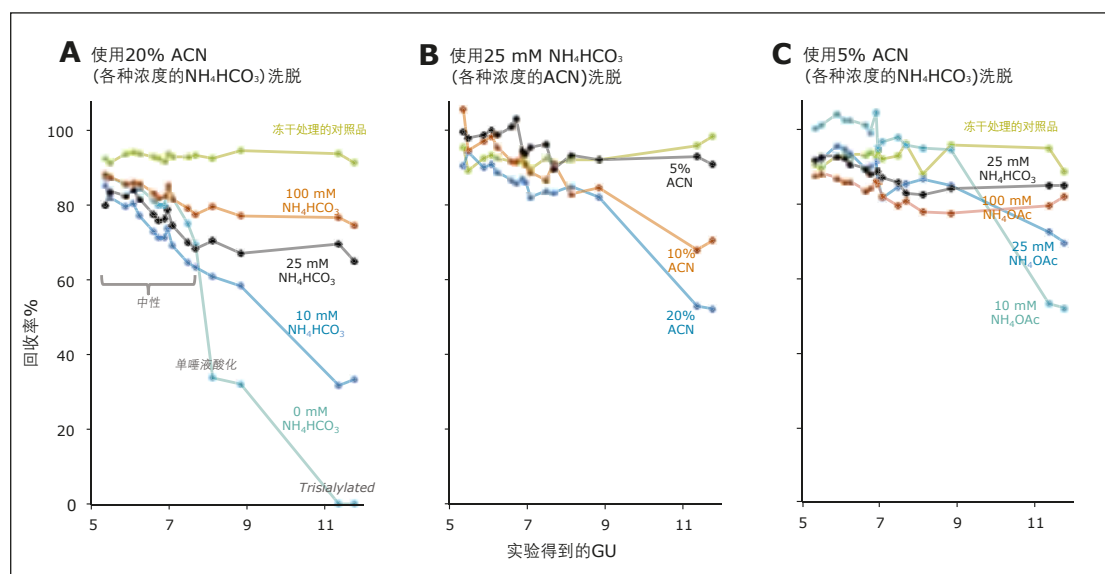 A 使用20% ACN
(各种浓度的NH₄HCO₃)洗脱
回收率%
100
80
60
40
20
0
冻干处理的对照品
100 mM
NH₄HCO₃
25 mM
NH₄HCO₃
中性
10 mM
NH₄HCO₃
单唾液酸化
0 mM
NH₄HCO₃
Trisialylated
5 7 9 11
B 使用25 mM NH₄HCO₃
(各种浓度的ACN)洗脱
5%
ACN
10%
ACN
20%
ACN
5 7 9 11
实验得到的GU
C 使用5% ACN
(各种浓度的NH₄HCO₃)洗脱
冻干处理的对照品
25 mM
NH₄HCO₃
100 mM
NH₄OAc
25 mM
NH₄OAc
10 mM
NH₄OAc
5 7 9 11